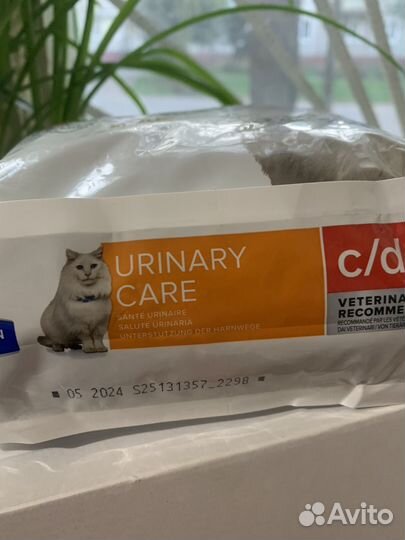 URINARY
CARE
SANTÉ URINAIRE
SALUTE URINARIA
UNTERSTÜTZUNG DER HARNWEGE
c/d
VETERINA
RECOMME
RECOMMANDÉ PAR LES VÉTÉ
DAI VETERINARI / VON TIERÄR
N
05 2024 S25131357_2298
Avito